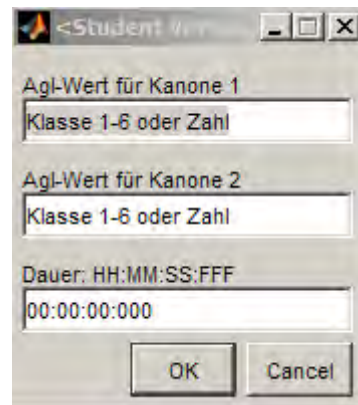 <Student
Agl-Wert für Kanone 1
Klasse 1-6 oder Zahl
Agl-Wert für Kanone 2
Klasse 1-6 oder Zahl
Dauer: HH:MM:SS:FFF
00:00:00:000
OK Cancel